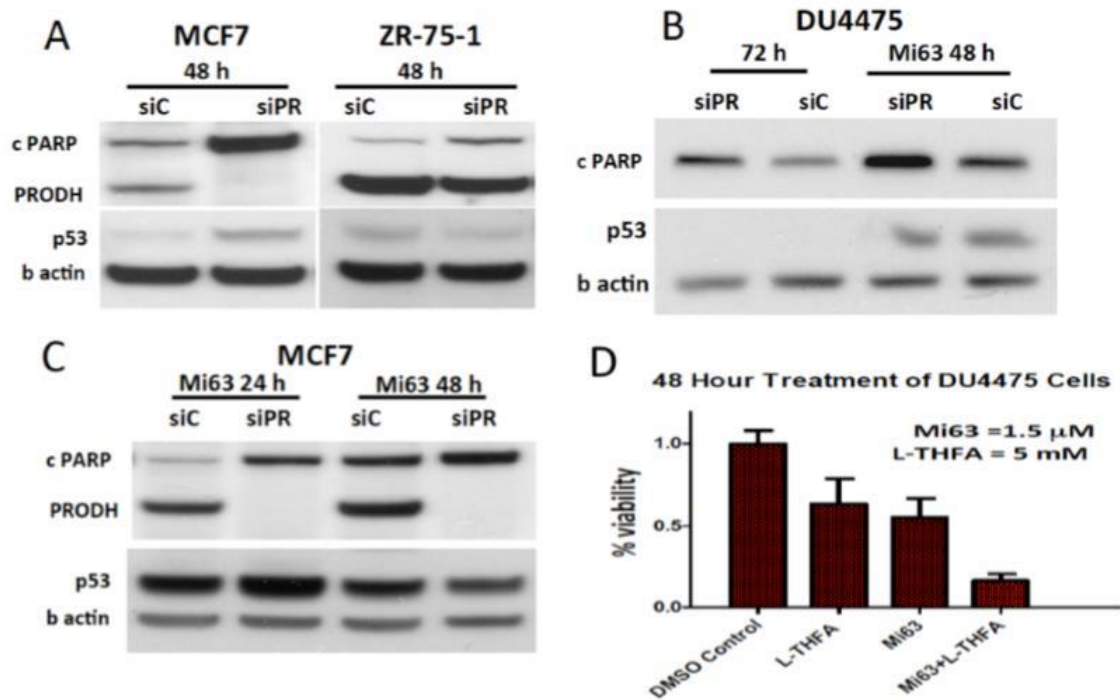 A
MCF7
ZR-75-1
48 h
48 h
siC
siPR
siC
siPR
c PARP
PRODH
p53
b actin
B
DU4475
72 h
Mi63 48 h
siPR
siC
siPR
siC
c PARP
p53
b actin
C
MCF7
Mi63 24 h
Mi63 48 h
siC
siPR
siC
siPR
c PARP
PRODH
p53
b actin
D
48 Hour Treatment of DU4475 Cells
Mi63 =1.5 μM
L-THFA = 5 mM
% viability
1.0
0.5
0.0
DMSO Control
L-THFA
Mi63
Mi63+L-THFA